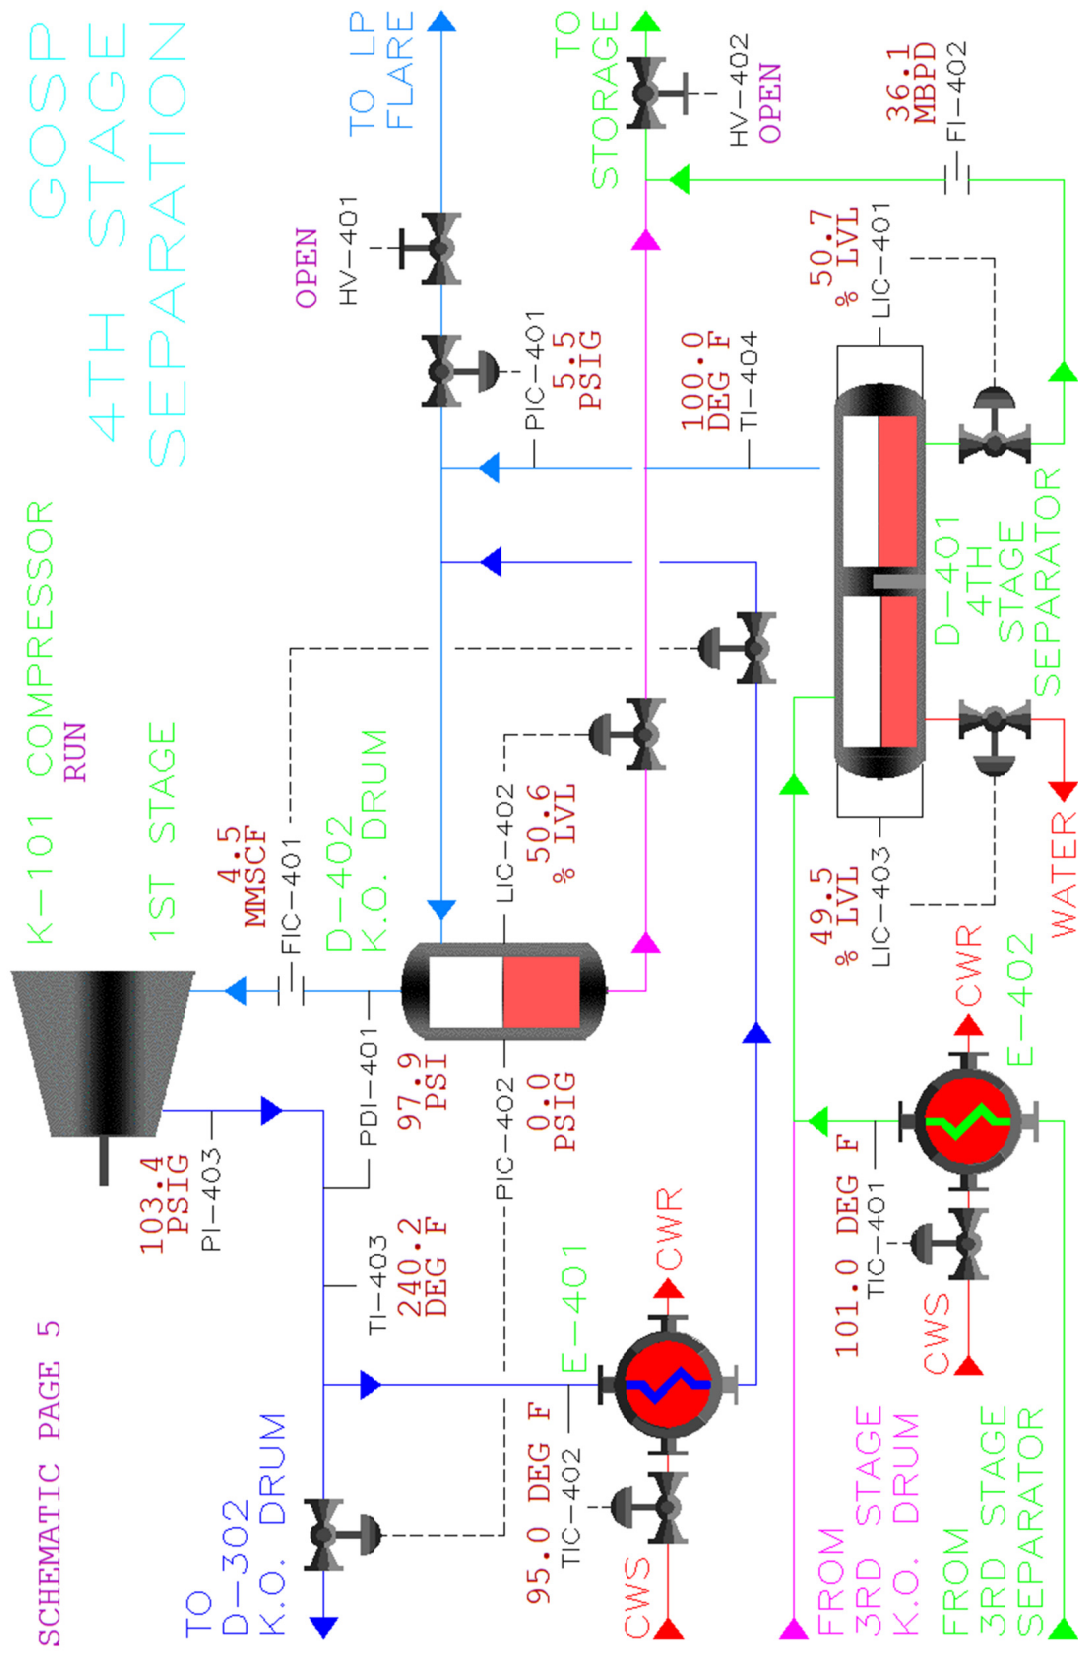 SCHEMATIC PAGE 5
K-101 COMPRESSOR
RUN
1ST STAGE
GOSP
4TH STAGE
SEPARATION
103.4
PSIG
PI-403
4.5
MMSCF
FIC-401
TO
D-302
K.O. DRUM
TI-403
240.2
DEG F
PDI-401
97.9
PSI
D-402
K.O. DRUM
OPEN
HV-401
TO LP
FLARE
PIC-402
0.0
PSIG
LIC-402
50.6
% LVL
PIC-401
5.5
PSIG
TO
STORAGE
95.0 DEG F
TIC-402
E-401
CWS
CWR
100.0
DEG F
TI-404
HV-402
OPEN
FROM
3RD STAGE
K.O. DRUM
101.0 DEG F
TIC-401
49.5
% LVL
LIC-403
50.7
% LVL
LIC-401
36.1
MBPD
FI-402
CWS
CWR
E-402
D-401
4TH
STAGE
SEPARATOR
FROM
3RD STAGE
SEPARATOR
WATER